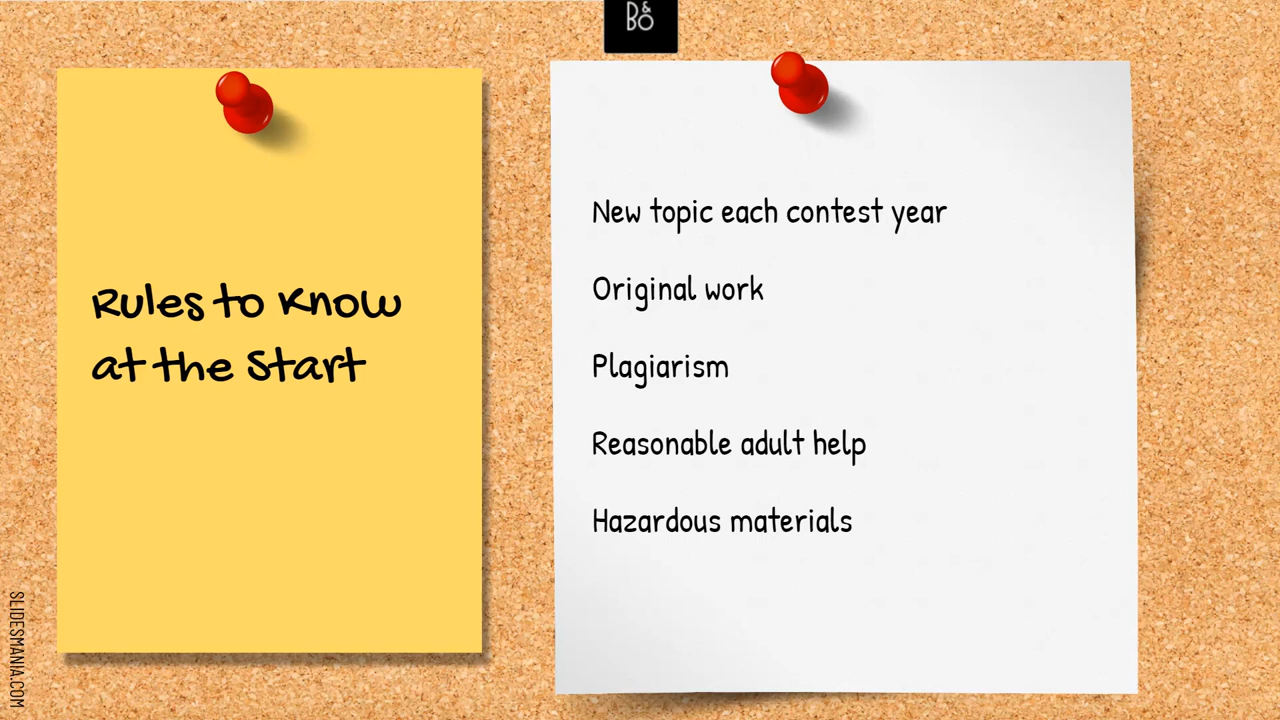 B&O
Rules to Know
at the Start
New topic each contest year
Original work
Plagiarism
Reasonable adult help
Hazardous materials
SLIDESMANIA.COM